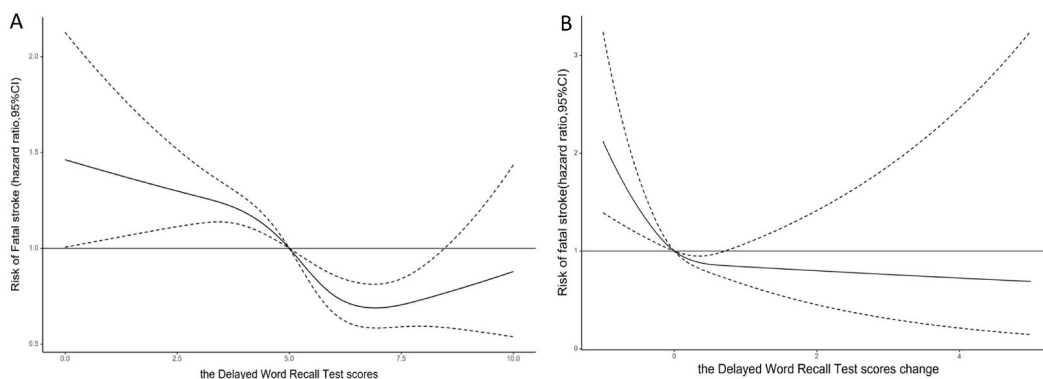 A
Risk of Fatal stroke (hazard ratio,95%CI)
2.0
1.5
1.0
0.5
0.0
2.5
5.0
7.5
10.0
the Delayed Word Recall Test scores
B
Risk of fatal stroke(hazard ratio,95%CI)
3
2
1
0
0
2
4
the Delayed Word Recall Test scores change